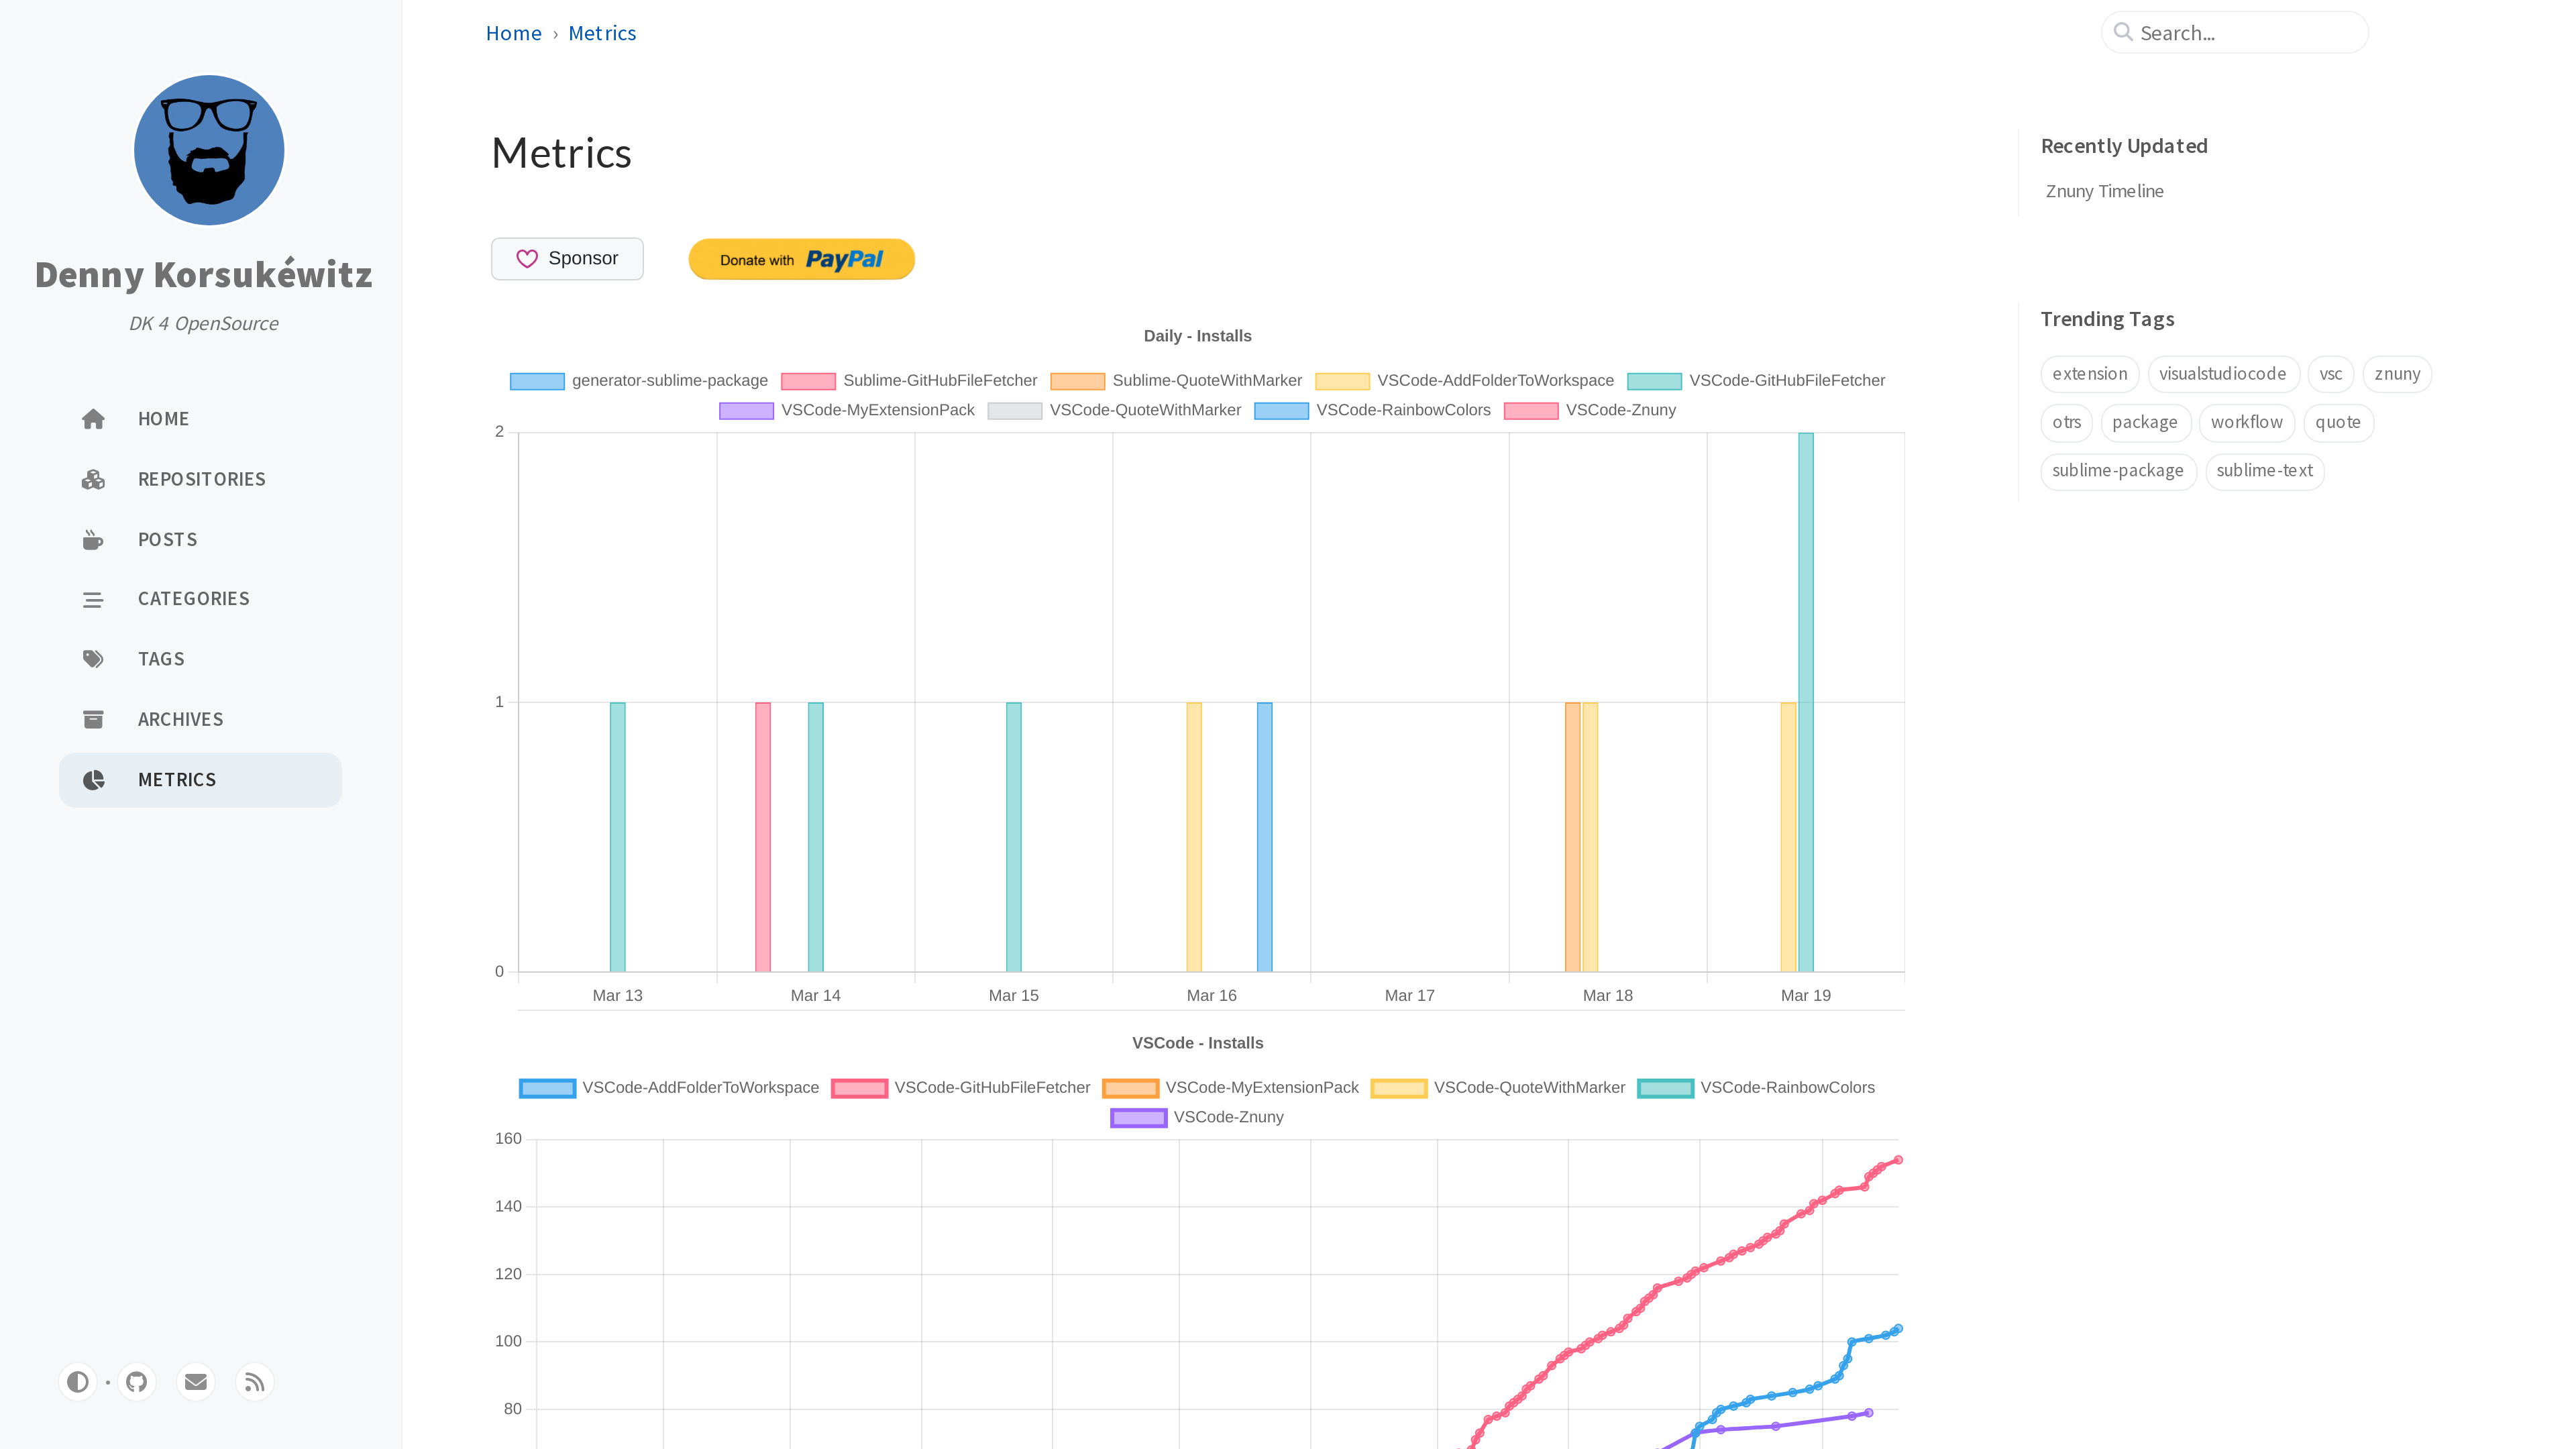 Denny Korsukéwitz
DK 4 OpenSource
HOME
REPOSITORIES
POSTS
CATEGORIES
TAGS
ARCHIVES
METRICS
Home › Metrics
Search...
Metrics
Sponsor
Donate with PayPal
Daily - Installs
generator-sublime-package Sublime-GitHubFileFetcher Sublime-QuoteWithMarker VSCode-AddFolderToWorkspace VSCode-GitHubFileFetcher
VSCode-MyExtensionPack VSCode-QuoteWithMarker VSCode-RainbowColors VSCode-Znuny
2
1
0
Mar 13 Mar 14 Mar 15 Mar 16 Mar 17 Mar 18 Mar 19
VSCode - Installs
VSCode-AddFolderToWorkspace VSCode-GitHubFileFetcher VSCode-MyExtensionPack VSCode-QuoteWithMarker VSCode-RainbowColors
VSCode-Znuny
160
140
120
100
80
Recently Updated
Znuny Timeline
Trending Tags
extension visualstudiocode vsc znuny
otrs package workflow quote
sublime-package sublime-text